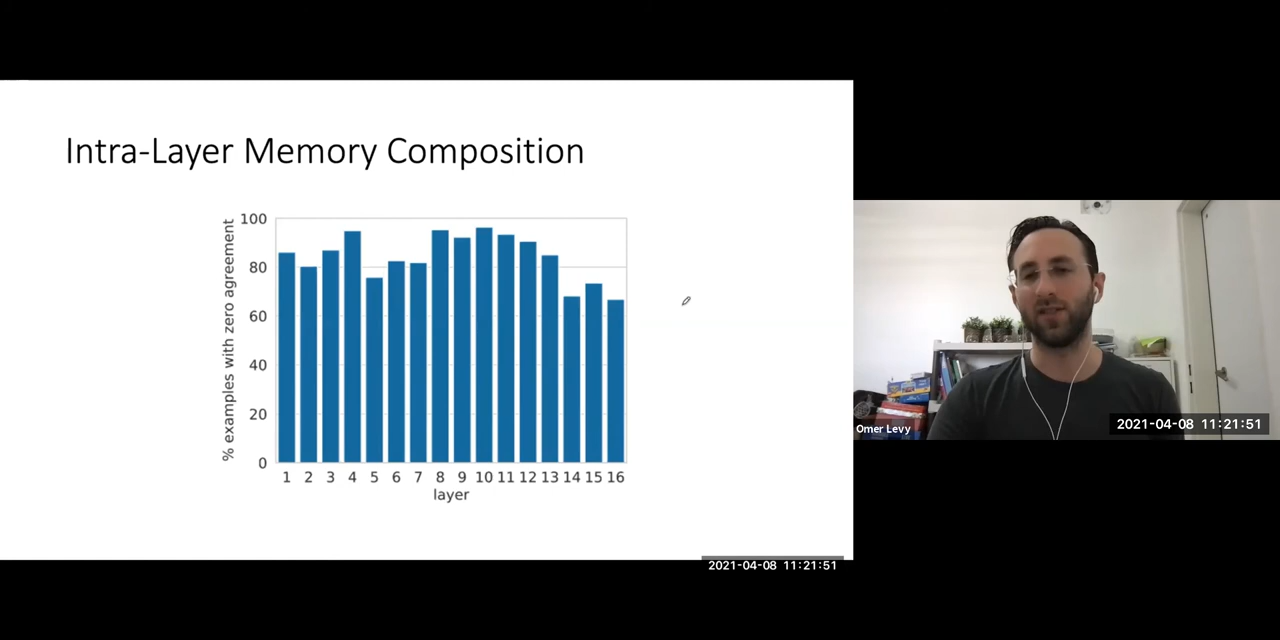 Intra-Layer Memory Composition
% examples with zero agreement
100
80
60
40
20
0
1 2 3 4 5 6 7 8 9 10 11 12 13 14 15 16
layer
2021-04-08 11:21:51
Omer Levy
2021-04-08 11:21:51